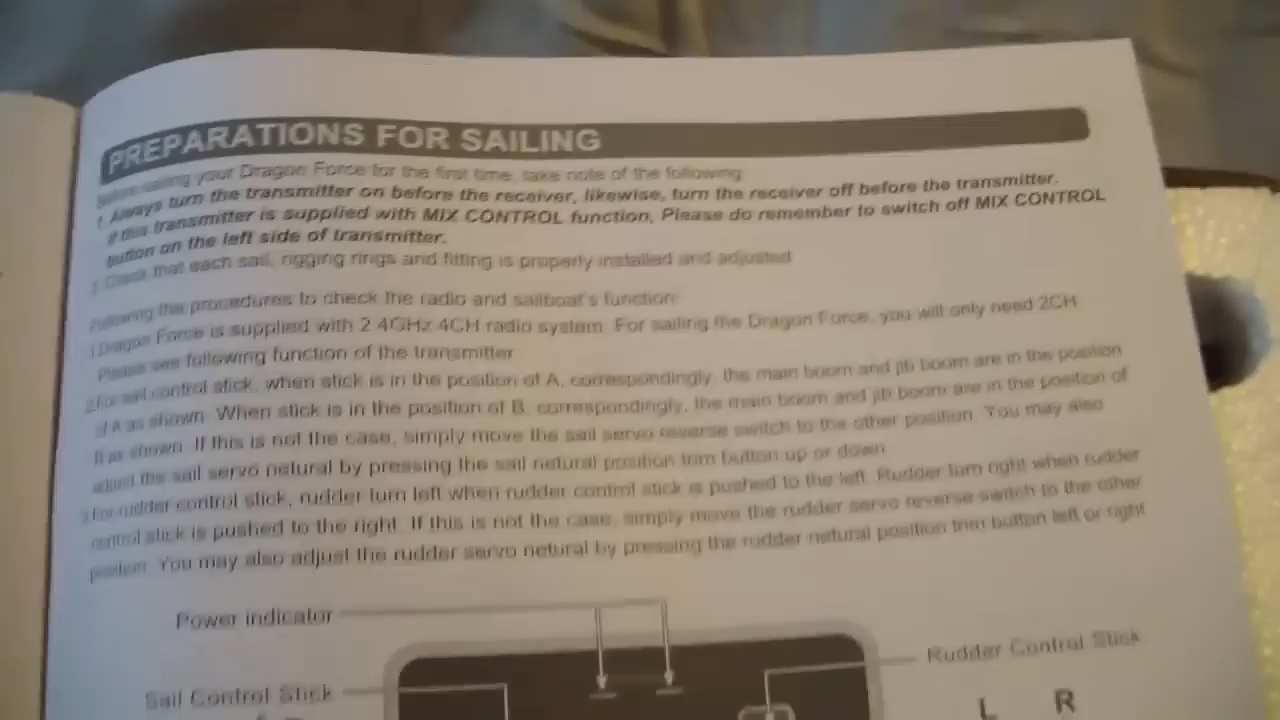 PREPARATIONS FOR SAILING
Before sailing your Dragon Force for the first time, take note of the following:
1. Always turn the transmitter on before the receiver, likewise, turn the receiver off before the transmitter.
If this transmitter is supplied with MIX CONTROL function, Please do remember to switch off MIX CONTROL
button on the left side of transmitter.
2. Check that each sail, rigging rings and fitting is properly installed and adjusted
Following the procedures to check the radio and sailboat's function:
1.Dragon Force is supplied with 2.4GHz 4CH radio system. For sailing the Dragon Force, you will only need 2CH
Please see following function of the transmitter
2.For sail control stick, when stick is in the position of A, correspondingly, the main boom and jib boom are in the position
of A as shown. When stick is in the position of B, correspondingly, the main boom and jib boom are in the position of
B as shown. If this is not the case, simply move the sail servo reverse switch to the other position. You may also
adjust the sail servo netural by pressing the sail netural position trim button up or down
3.For rudder control stick, rudder turn left when rudder control stick is pushed to the left. Rudder turn right when rudder
control stick is pushed to the right. If this is not the case, simply move the rudder servo reverse switch to the other
position. You may also adjust the rudder servo netural by pressing the rudder netural position trim button left or right
Power indicator
Rudder Control Stick
Sail Control Stick
L R